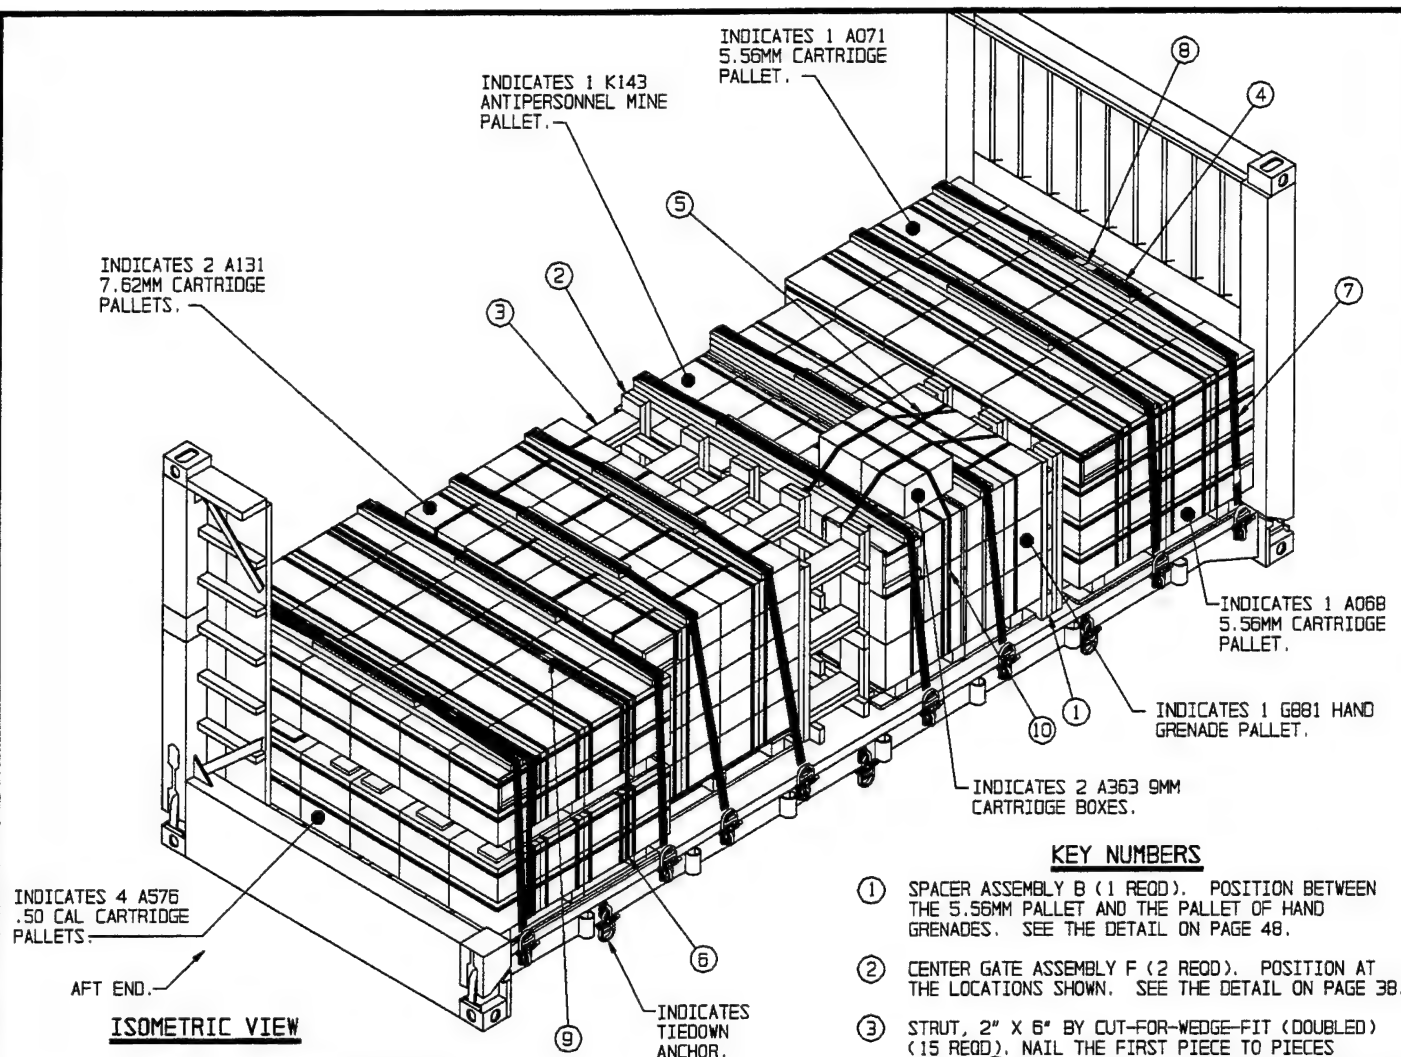 INDICATES 1 A071
5.56MM CARTRIDGE
PALLET.
8
4
INDICATES 1 K143
ANTIPERSONNEL MINE
PALLET.
5
7
INDICATES 2 A131
7.62MM CARTRIDGE
PALLETS.
2
3
INDICATES 1 A068
5.56MM CARTRIDGE
PALLET.
INDICATES 1 G881 HAND
GRENADE PALLET.
1
10
INDICATES 2 A363 9MM
CARTRIDGE BOXES.
INDICATES 4 A576
.50 CAL CARTRIDGE
PALLETS.
AFT END.
ISOMETRIC VIEW
6
9
INDICATES
TIEDOWN
ANCHOR.
KEY NUMBERS
1 SPACER ASSEMBLY B (1 REQD). POSITION BETWEEN
THE 5.56MM PALLET AND THE PALLET OF HAND
GRENADES. SEE THE DETAIL ON PAGE 48.
2 CENTER GATE ASSEMBLY F (2 REQD). POSITION AT
THE LOCATIONS SHOWN. SEE THE DETAIL ON PAGE 38.
3 STRUT, 2" X 6" BY CUT-FOR-WEDGE-FIT (DOUBLED)
(15 REQD). NAIL THE FIRST PIECE TO PIECES